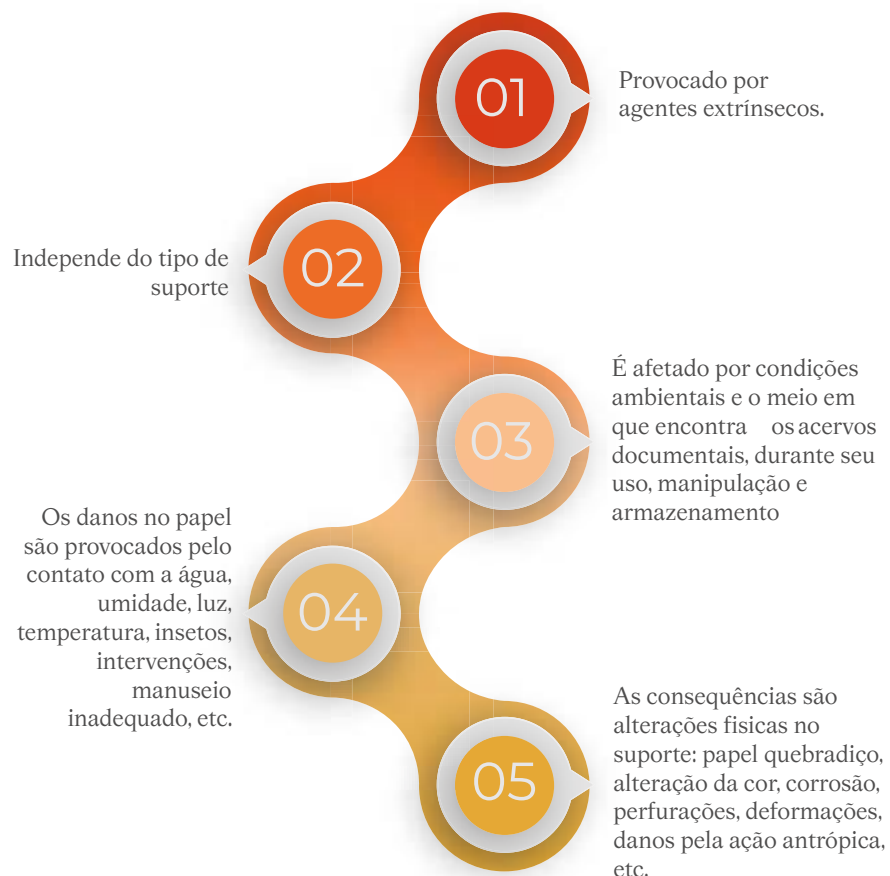 01
Provocado por
agentes extrínsecos.
02
Independe do tipo de
suporte
03
É afetado por condições
ambientais e o meio em
que encontra os acervos
documentais, durante seu
uso, manipulação e
armazenamento
04
Os danos no papel
são provocados pelo
contato com a água,
umidade, luz,
temperatura, insetos,
intervenções,
manuseio
inadequado, etc.
05
As consequências são
alterações fisicas no
suporte: papel quebradiço,
alteração da cor, corrosão,
perfurações, deformações,
danos pela ação antrópica,
etc.